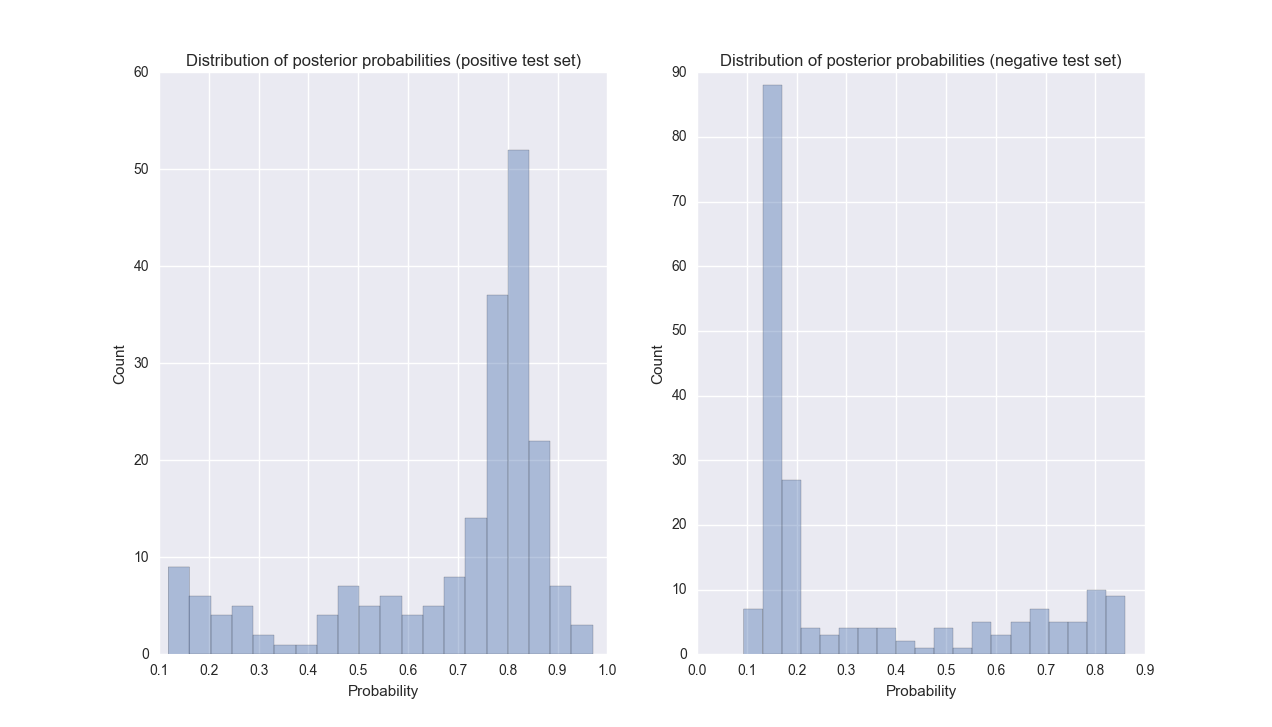 Distribution of posterior probabilities (positive test set)
60
50
40
30
20
10
0
Count
0.1 0.2 0.3 0.4 0.5 0.6 0.7 0.8 0.9 1.0
Probability
Distribution of posterior probabilities (negative test set)
90
80
70
60
50
40
30
20
10
0
Count
0.0 0.1 0.2 0.3 0.4 0.5 0.6 0.7 0.8 0.9
Probability